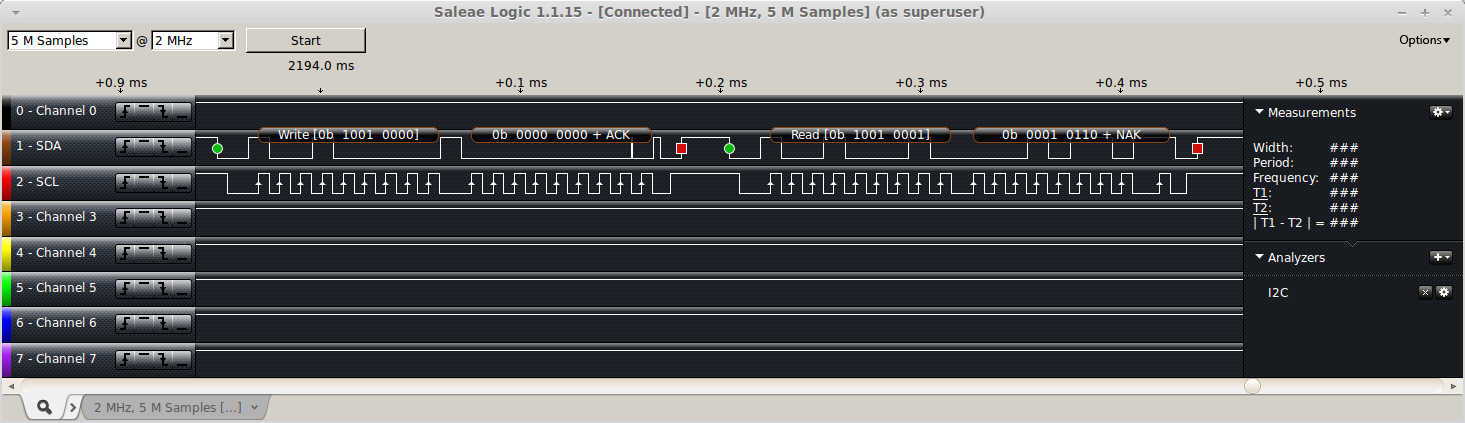 Saleae Logic 1.1.15 - [Connected] - [2 MHz, 5 M Samples] (as superuser)
5 M Samples @ 2 MHz Start Options
2194.0 ms
+0.9 ms +0.1 ms +0.2 ms +0.3 ms +0.4 ms +0.5 ms
0 - Channel 0
1 - SDA
Write [0b 1001 0000] 0b 0000 0000 + ACK Read [0b 1001 0001] 0b 0001 0110 + NAK
2 - SCL
3 - Channel 3
4 - Channel 4
5 - Channel 5
6 - Channel 6
7 - Channel 7
Measurements
Width: ###
Period: ###
Frequency: ###
T1: ###
T2: ###
| T1 - T2 | = ###
Analyzers
I2C
2 MHz, 5 M Samples [...]